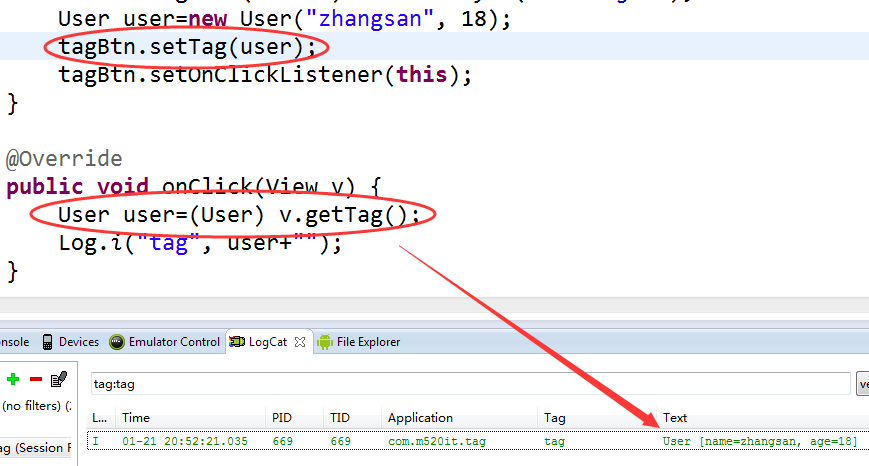 User user=new User("zhangsan", 18);
tagBtn.setTag(user);
tagBtn.setOnClickListener(this);
}
@Override
public void onClick(View v) {
User user=(User) v.getTag();
Log.i("tag", user+"");
}
onsole Devices Emulator Control LogCat File Explorer
tag:tag ve
(no filters) (2
L... Time PID TID Application Tag Text
I 01-21 20:52:21.035 669 669 com.m520it.tag tag User [name=zhangsan, age=18]
ag (Session F